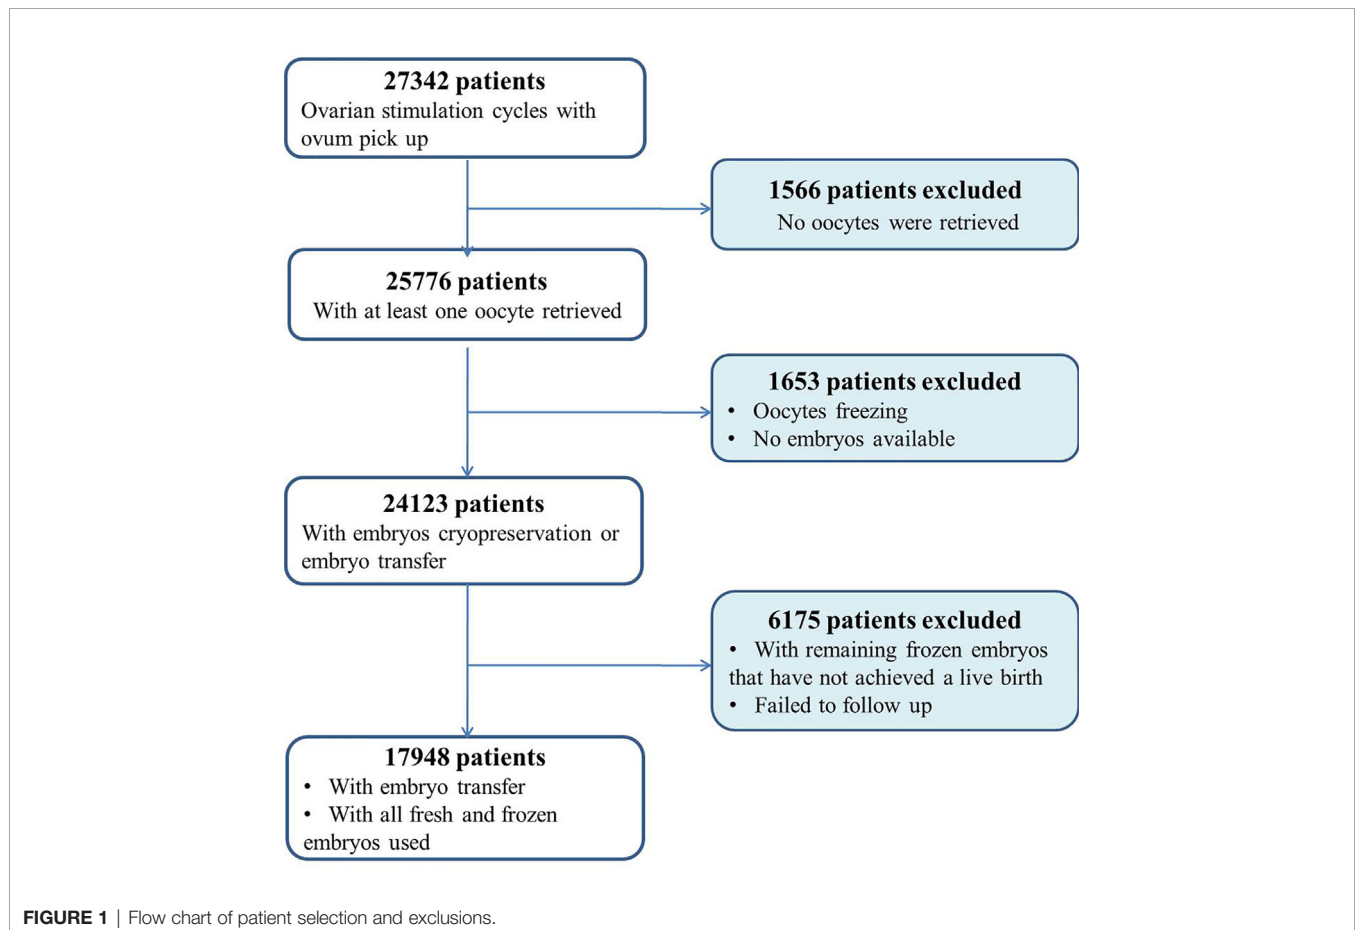 27342 patients
Ovarian stimulation cycles with
ovum pick up
1566 patients excluded
No oocytes were retrieved
25776 patients
With at least one oocyte retrieved
1653 patients excluded
• Oocytes freezing
• No embryos available
24123 patients
With embryos cryopreservation or
embryo transfer
6175 patients excluded
• With remaining frozen embryos
that have not achieved a live birth
• Failed to follow up
17948 patients
• With embryo transfer
• With all fresh and frozen
embryos used
FIGURE 1 | Flow chart of patient selection and exclusions.